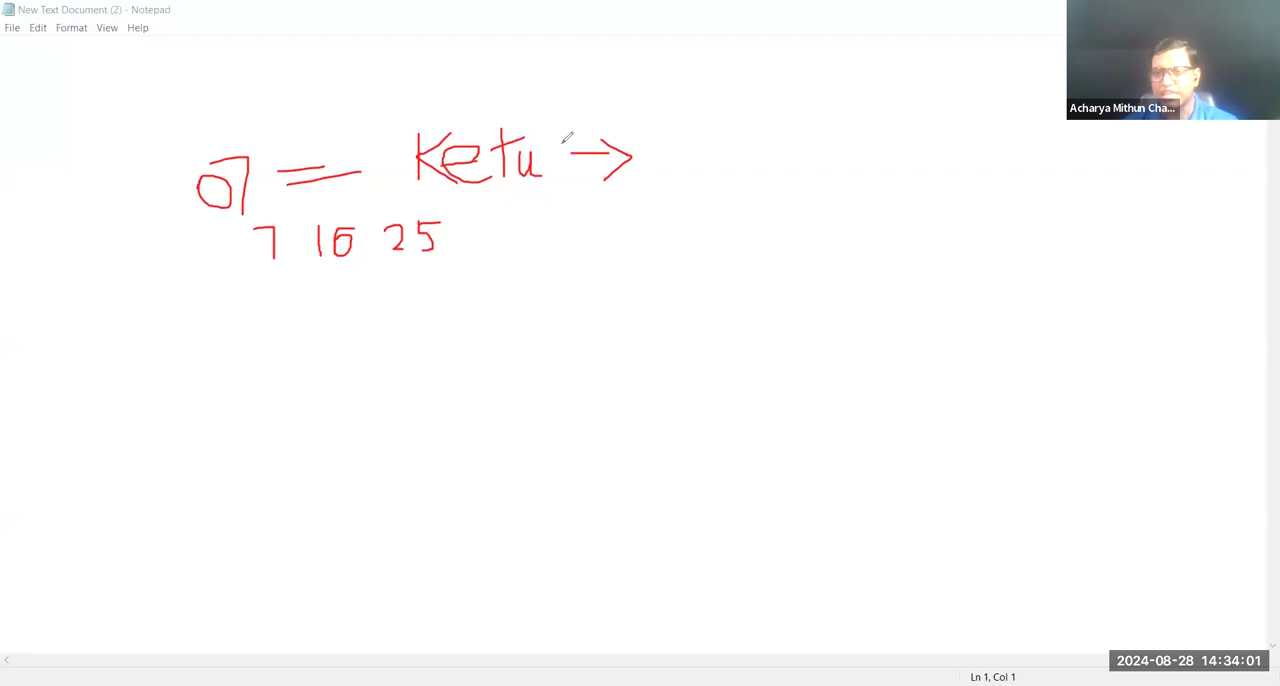 New Text Document (2) - Notepad
File Edit Format View Help
Acharya Mithun Cha...
07 = Ketu →
7 16 25
2024-08-28 14:34:01
Ln 1, Col 1